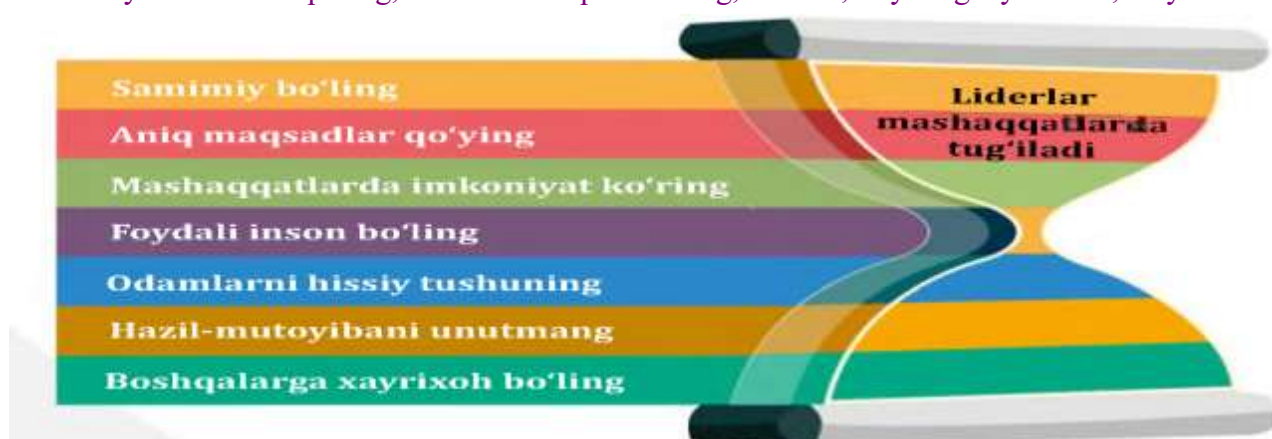 Samimiy bo‘ling
Aniq maqsadlar qo‘ying
Mashaqqatlarda imkoniyat ko‘ring
Foydali inson bo‘ling
Odamlarni hissiy tushuning
Hazil-mutoyibani unutmang
Boshqalarga xayrixoh bo‘ling
Liderlar
mashaqqatlarda
tug‘iladi